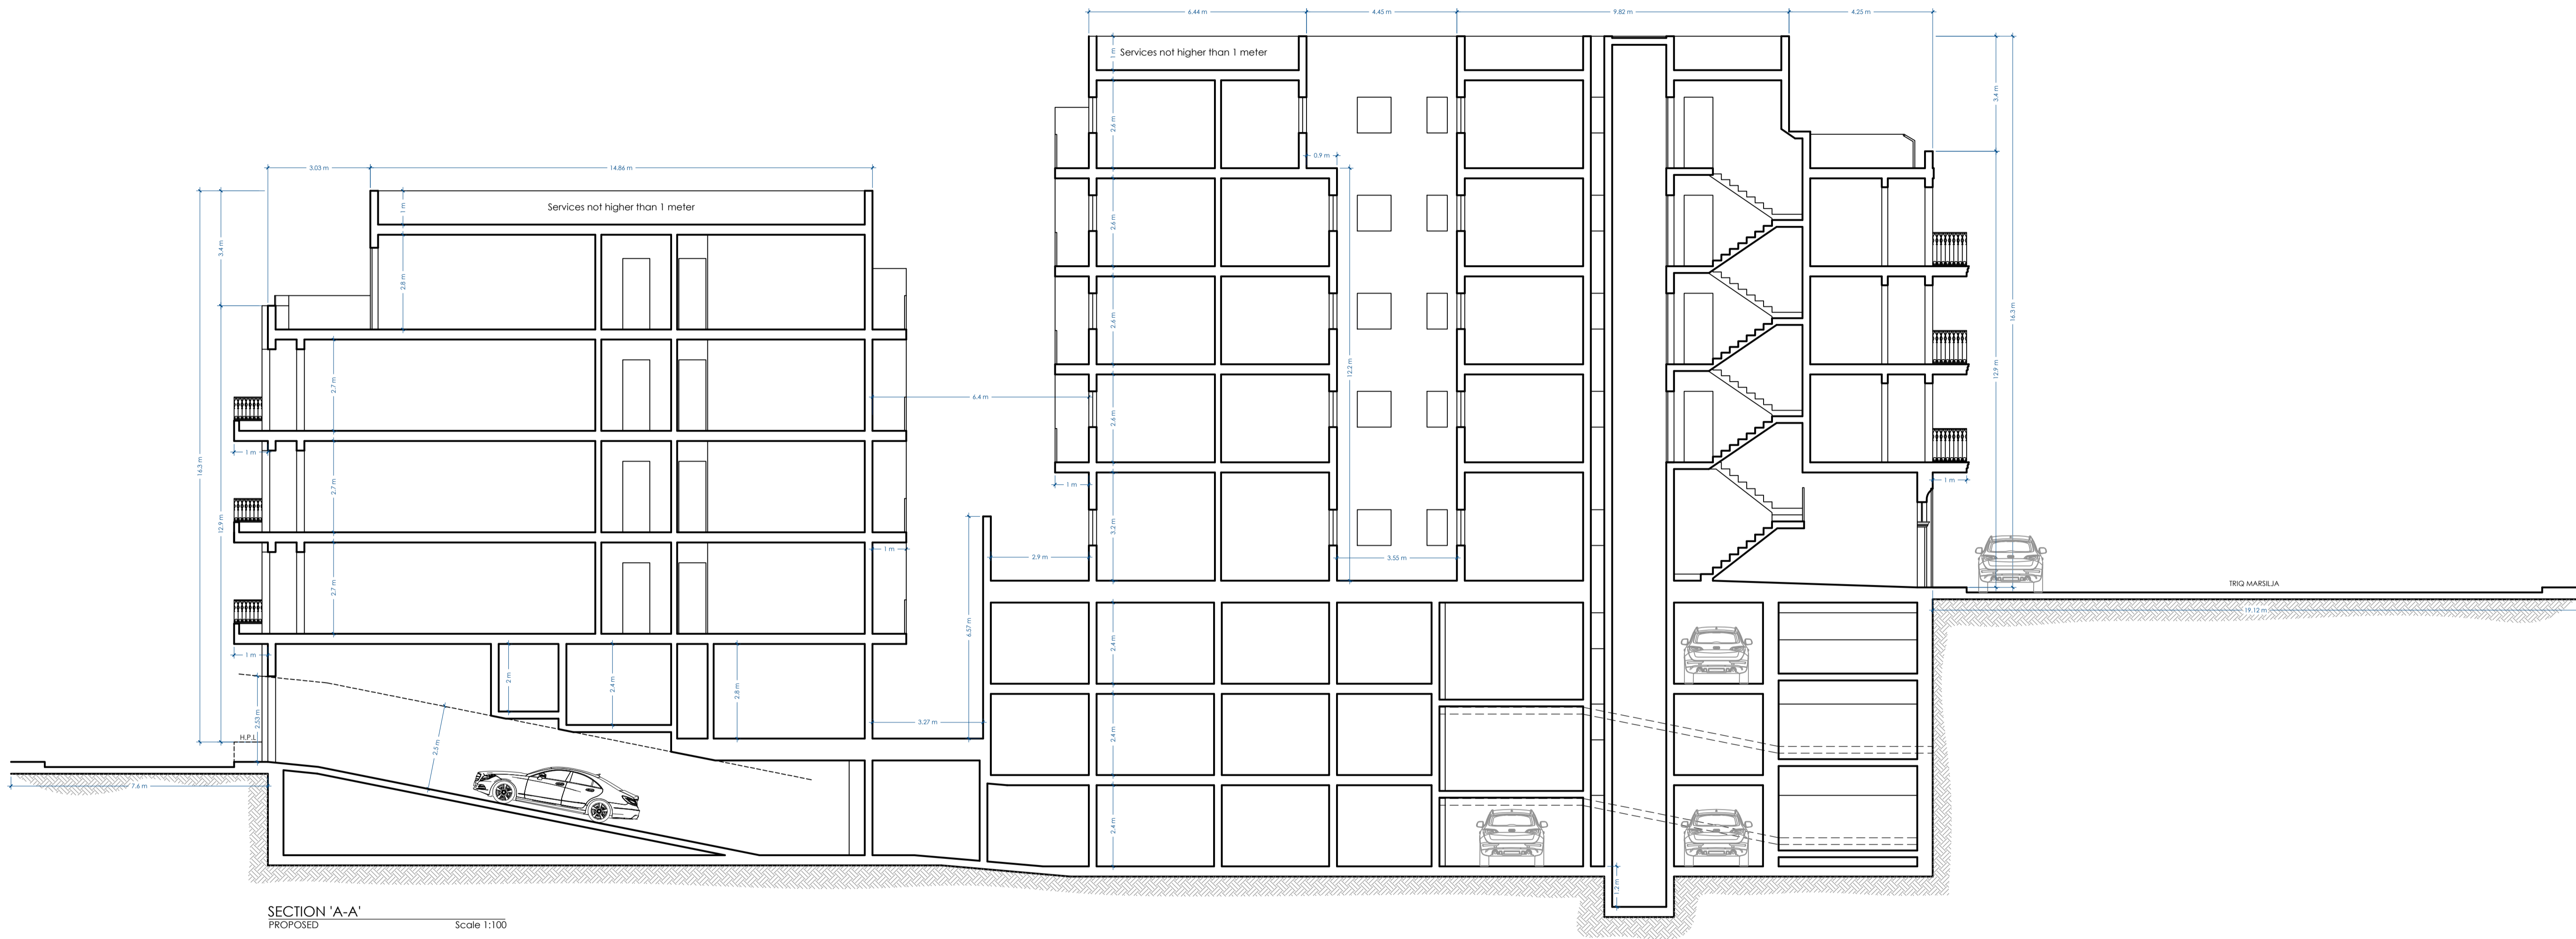 6.44 m
4.45 m
9.82 m
4.25 m
1 m
Services not higher than 1 meter
3.4 m
2.6 m
0.9 m
3.03 m
14.86 m
1 m
Services not higher than 1 meter
3.4 m
2.8 m
2.6 m
2.6 m
16.3 m
12.9 m
12.2 m
2.7 m
6.4 m
2.6 m
1 m
16.3 m
2.7 m
1 m
1 m
12.9 m
3.2 m
1 m
2.9 m
3.55 m
2.7 m
TRIQ MARSILJA
19.12 m
6.57 m
2.4 m
1 m
2 m
2.4 m
2.8 m
2.53 m
3.27 m
H.P.L
2.5 m
2.4 m
7.6 m
2.4 m
1.2 m
SECTION 'A-A'
PROPOSED Scale 1:100